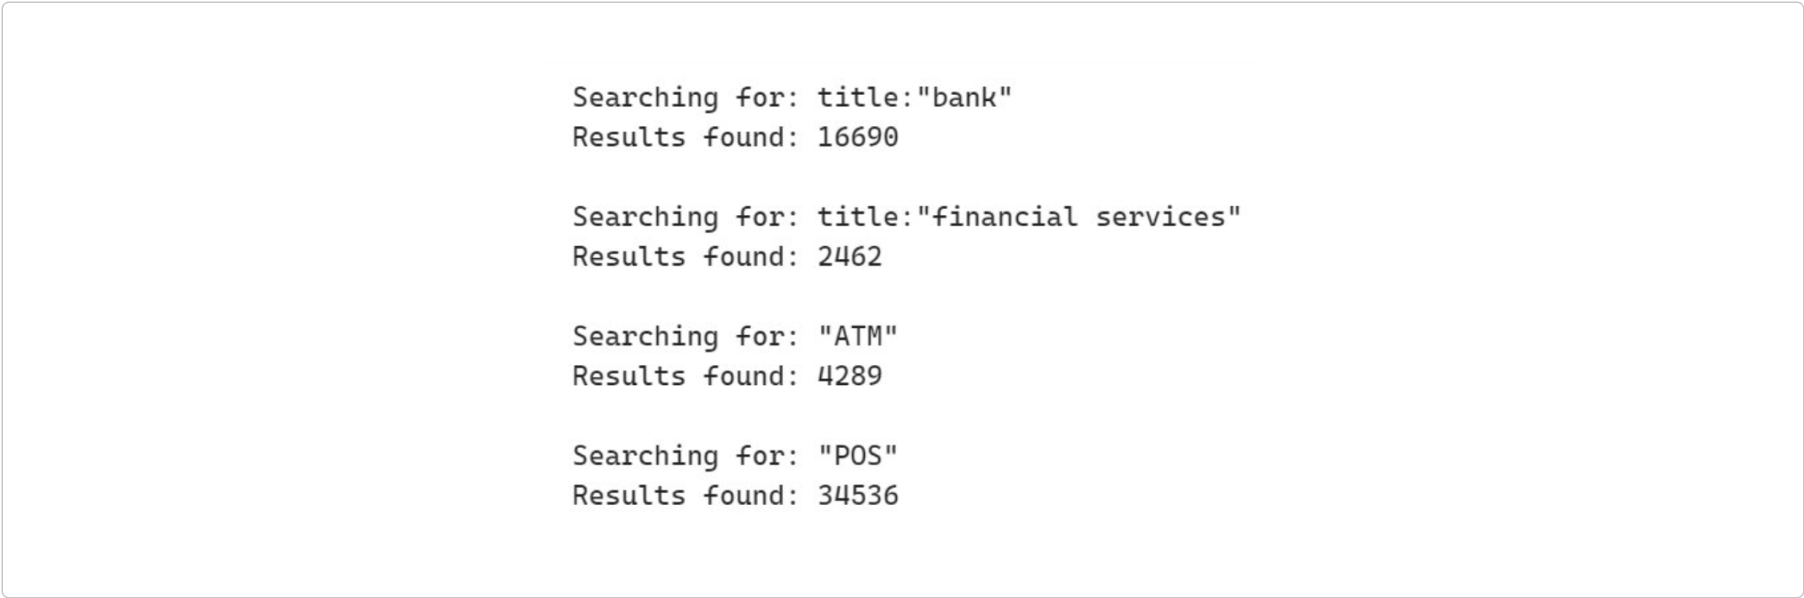 Searching for: title:"bank"
Results found: 16690
Searching for: title:"financial services"
Results found: 2462
Searching for: "ATM"
Results found: 4289
Searching for: "POS"
Results found: 34536